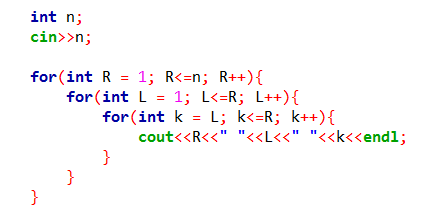 int n;
cin>>n;

for(int R = 1; R<=n; R++){
    for(int L = 1; L<=R; L++){
        for(int k = L; k<=R; k++){
            cout<<R<<" "<<L<<" "<<k<<endl;
        }
    }
}